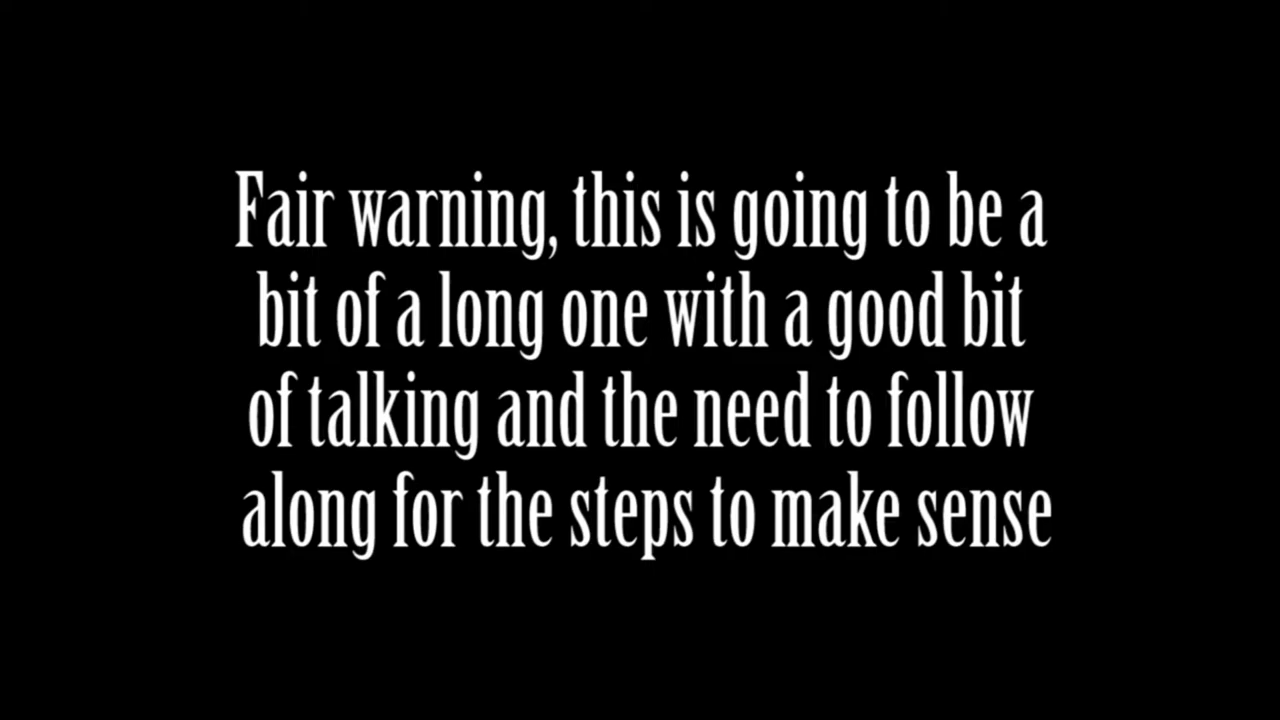 Fair warning, this is going to be a
bit of a long one with a good bit
of talking and the need to follow
along for the steps to make sense